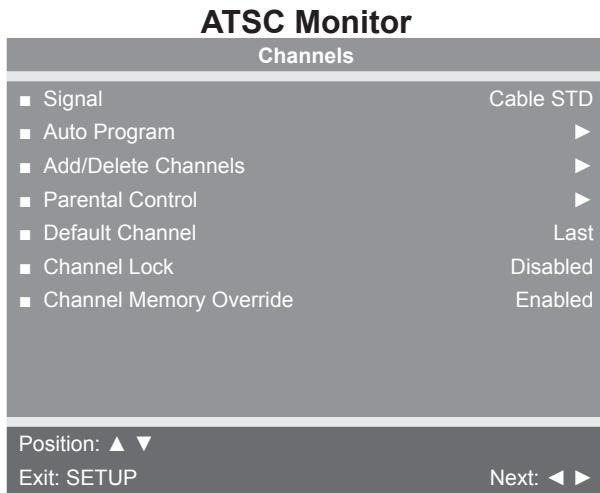 ATSC Monitor
Channels
■ Signal Cable STD
■ Auto Program ►
■ Add/Delete Channels ►
■ Parental Control ►
■ Default Channel Last
■ Channel Lock Disabled
■ Channel Memory Override Enabled
Position: ▲ ▼
Exit: SETUP Next: ◄ ►